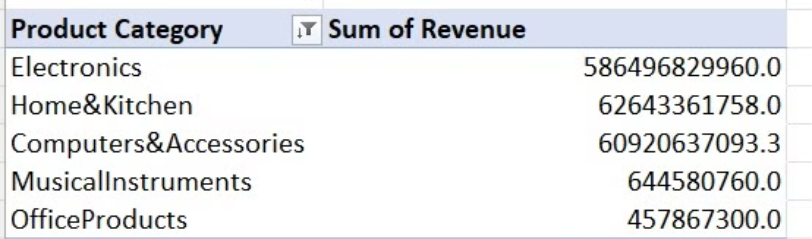 Product Category Sum of Revenue
Electronics 586496829960.0
Home&Kitchen 62643361758.0
Computers&Accessories 60920637093.3
MusicalInstruments 644580760.0
OfficeProducts 457867300.0